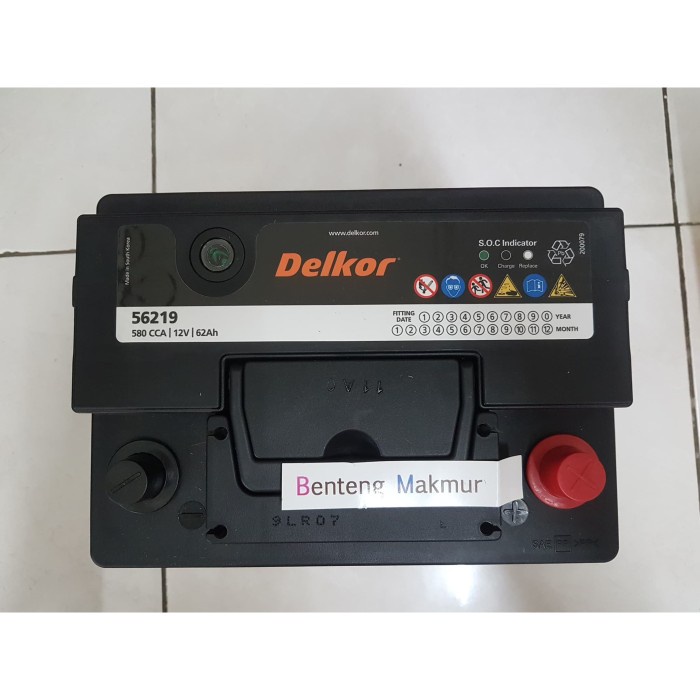 Made in South Korea
www.delkor.com
Delkor
S.O.C Indicator
OK Charge Replace
200079
56219
580 CCA | 12V | 62Ah
FITTING DATE 1 2 3 4 5 6 7 8 9 0 YEAR
1 2 3 4 5 6 7 8 9 10 11 12 MONTH
Benteng Makmur
9LR07